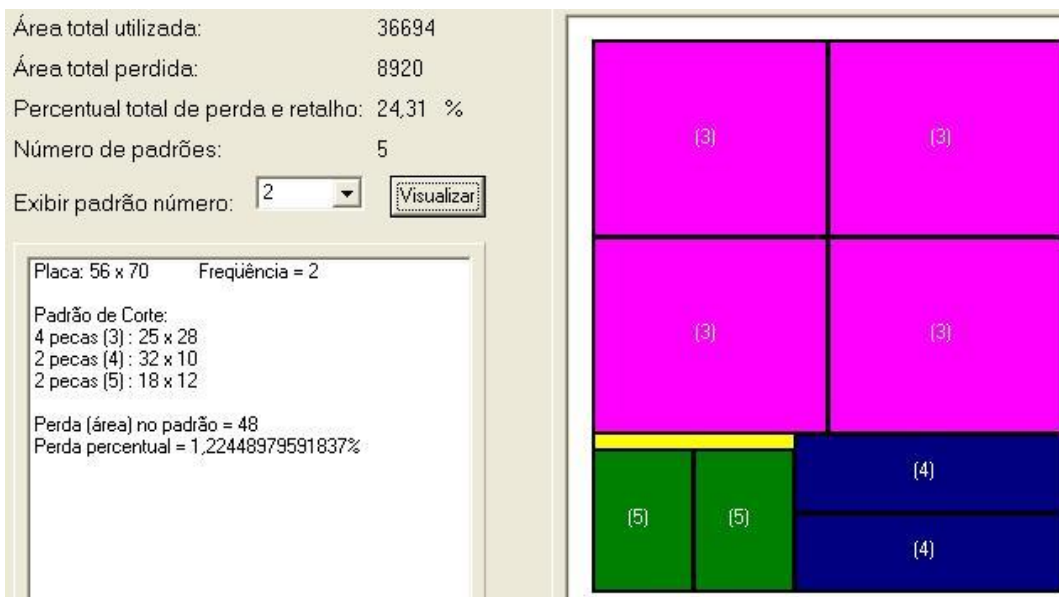 Área total utilizada: 36694
Área total perdida: 8920
Percentual total de perda e retalho: 24,31 %
Número de padrões: 5
Exibir padrão número: 2 Visualizar
Placa: 56 x 70 Freqüência = 2
Padrão de Corte:
4 pecas (3) : 25 x 28
2 pecas (4) : 32 x 10
2 pecas (5) : 18 x 12
Perda (área) no padrão = 48
Perda percentual = 1,22448979591837%
(3) (3)
(3) (3)
(4)
(5) (5)
(4)